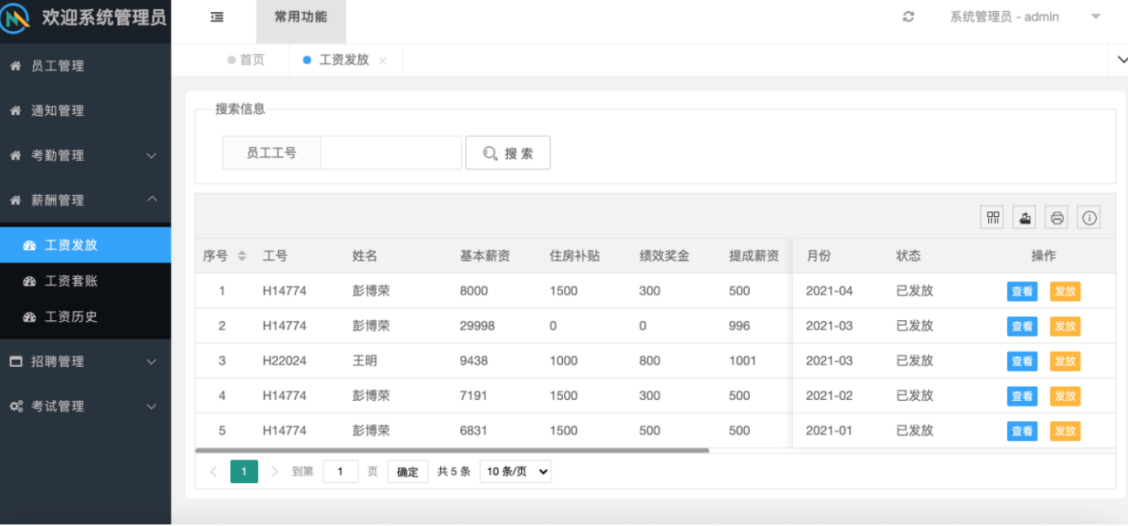 欢迎系统管理员
常用功能
系统管理员 - admin
首页
工资发放
员工管理
通知管理
考勤管理
薪酬管理
工资发放
工资套账
工资历史
招聘管理
考试管理
搜索信息
员工工号
搜 索
序号 工号 姓名 基本薪资 住房补贴 绩效奖金 提成薪资 月份 状态 操作
1 H14774 彭博荣 8000 1500 300 500 2021-04 已发放 查看 发放
2 H14774 彭博荣 29998 0 0 996 2021-03 已发放 查看 发放
3 H22024 王明 9438 1000 800 1001 2021-03 已发放 查看 发放
4 H14774 彭博荣 7191 1500 300 500 2021-02 已发放 查看 发放
5 H14774 彭博荣 6831 1500 500 500 2021-01 已发放 查看 发放
1 到第 1 页 确定 共 5 条 10 条/页